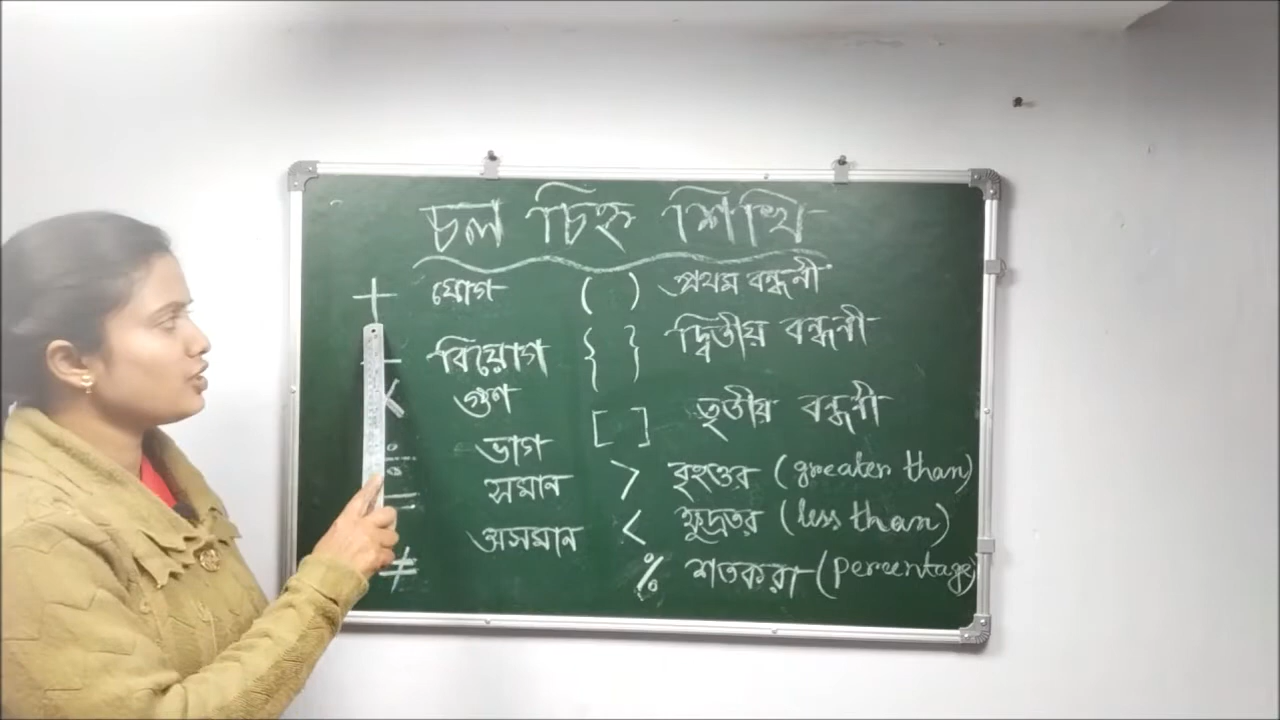 চল চিহ্ন শিখি
+ যোগ ( ) প্রথম বন্ধনী
- বিয়োগ { } দ্বিতীয় বন্ধনী
× গুণ [ ] তৃতীয় বন্ধনী
÷ ভাগ > বৃহত্তর (greater than)
= সমান < ক্ষুদ্রতর (less than)
≠ অসমান % শতকরা (percentage)